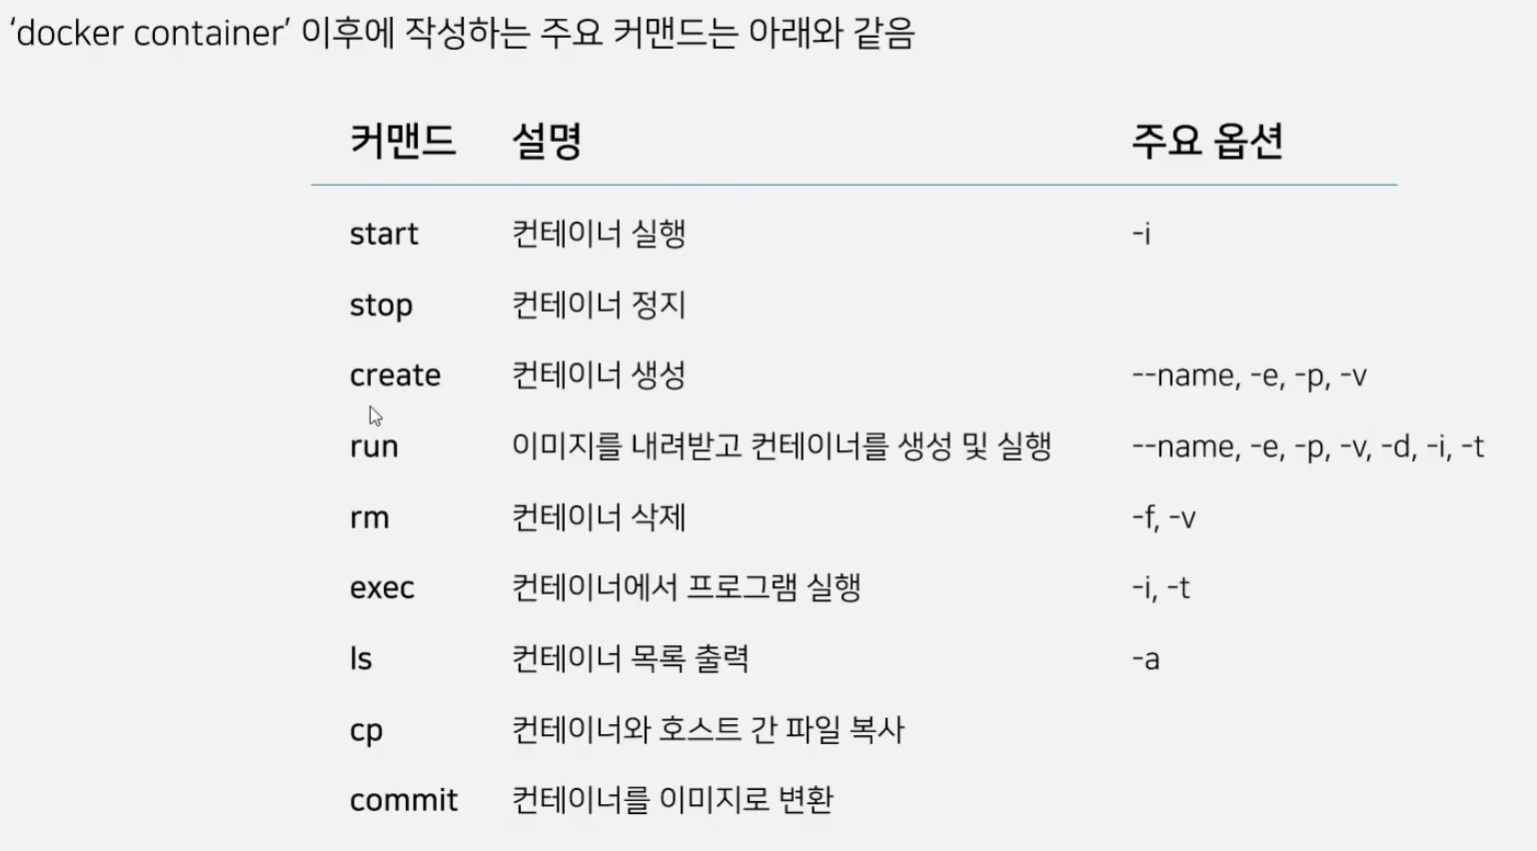 ‘docker container’ 이후에 작성하는 주요 커맨드는 아래와 같음
커맨드 설명 주요 옵션
start 컨테이너 실행 -i
stop 컨테이너 정지
create 컨테이너 생성 --name, -e, -p, -v
run 이미지를 내려받고 컨테이너를 생성 및 실행 --name, -e, -p, -v, -d, -i, -t
rm 컨테이너 삭제 -f, -v
exec 컨테이너에서 프로그램 실행 -i, -t
ls 컨테이너 목록 출력 -a
cp 컨테이너와 호스트 간 파일 복사
commit 컨테이너를 이미지로 변환